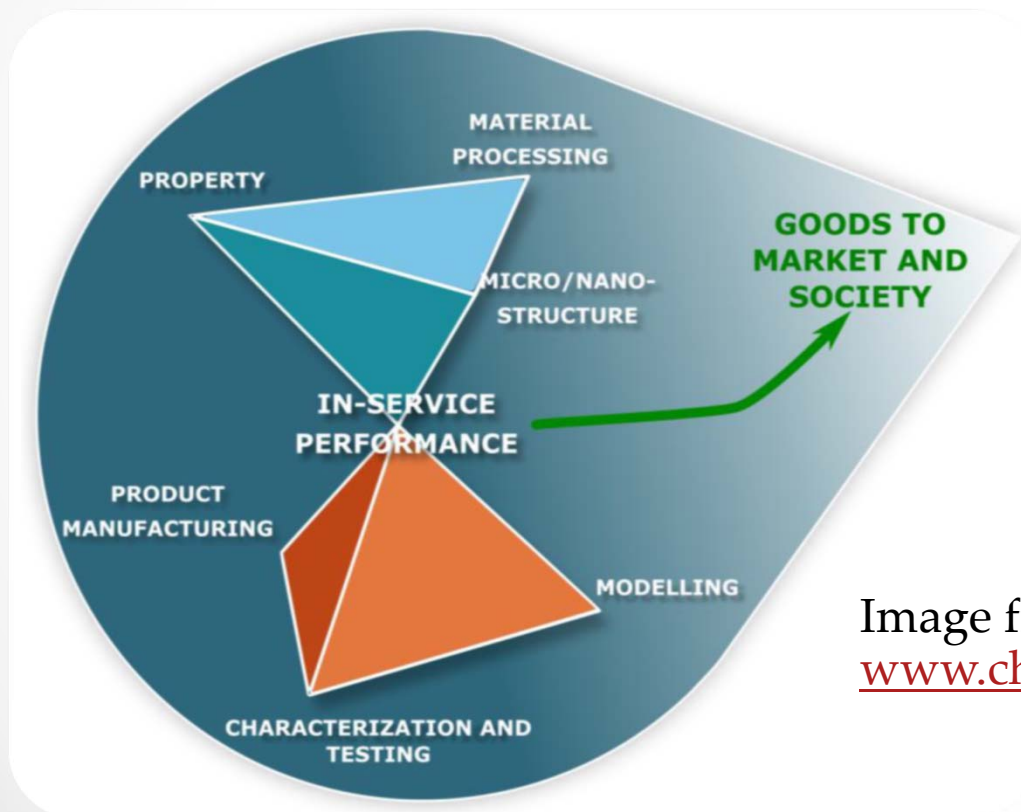 MATERIAL
PROCESSING
PROPERTY
GOODS TO
MARKET AND
SOCIETY
MICRO/NANO-
STRUCTURE
IN-SERVICE
PERFORMANCE
PRODUCT
MANUFACTURING
MODELLING
Image
www.
CHARACTERIZATION AND
TESTING